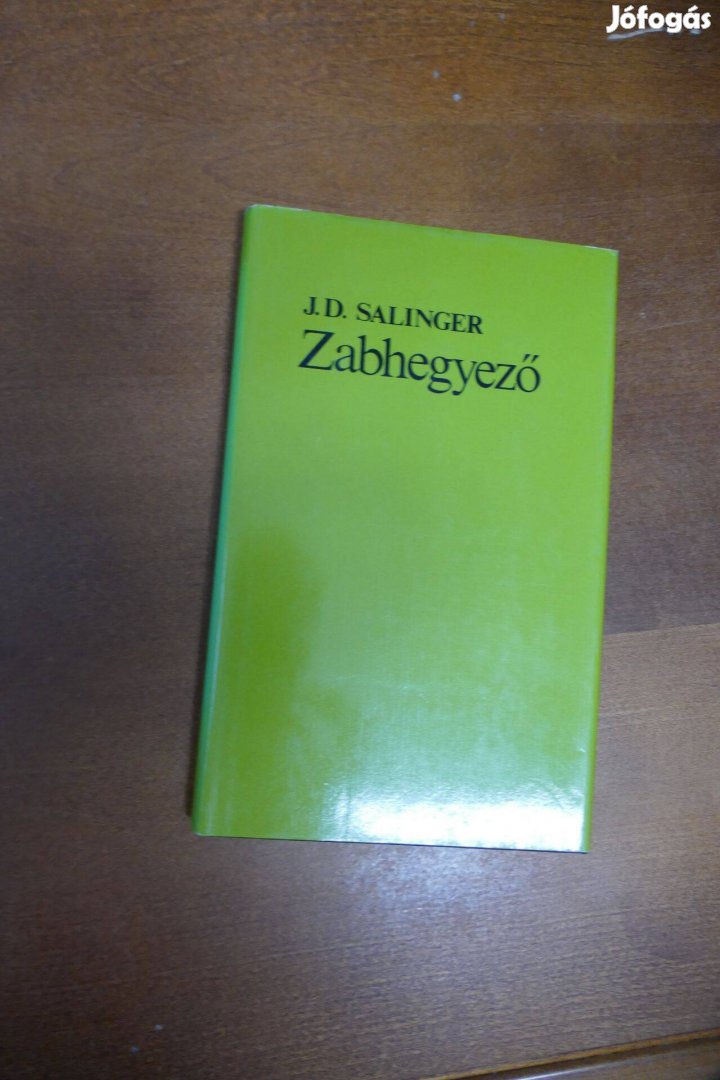 Jófogás
J.D. SALINGER
Zabhegyező